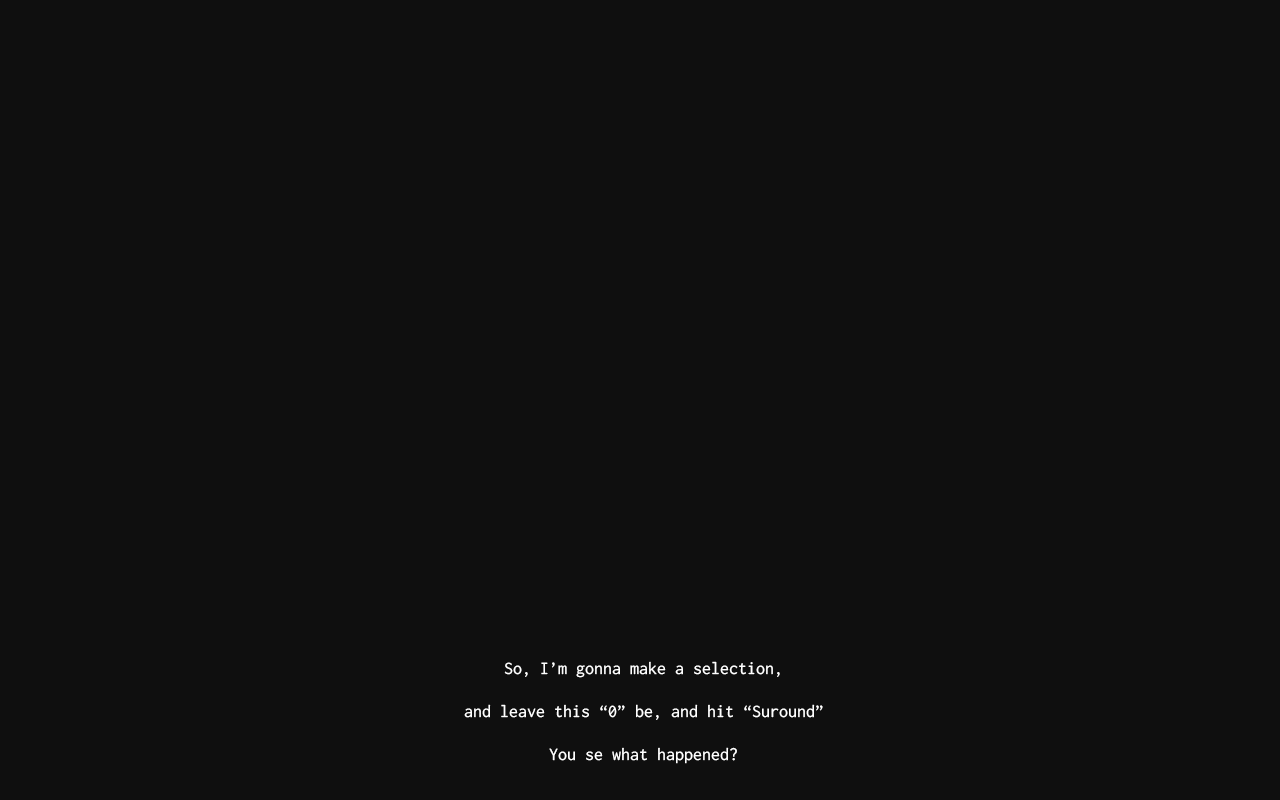 So, I’m gonna make a selection,
and leave this “0” be, and hit “Suround”
You se what happened?